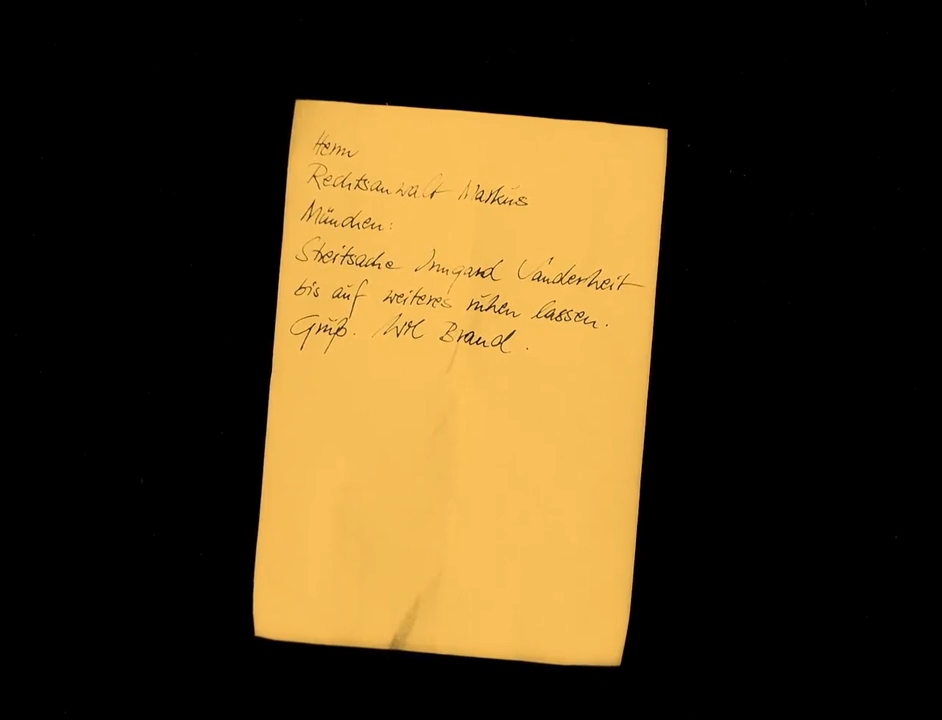 Herrn
Rechtsanwalt Markus
München:
Streitsache Irmgard Vanderheit
bis auf weiteres ruhen lassen.
Gruß. Brand.